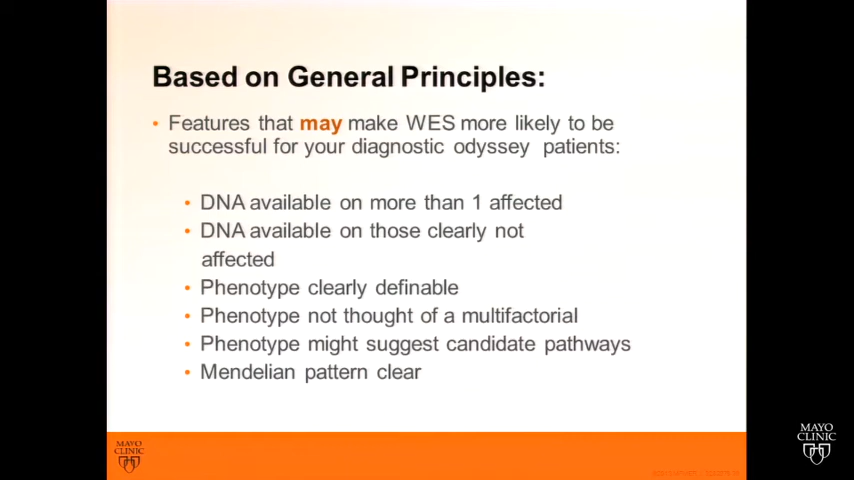 Based on General Principles:
• Features that may make WES more likely to be
successful for your diagnostic odyssey patients:
• DNA available on more than 1 affected
• DNA available on those clearly not
affected
• Phenotype clearly definable
• Phenotype not thought of a multifactorial
• Phenotype might suggest candidate pathways
• Mendelian pattern clear
MAYO
CLINIC
MAYO
CLINIC